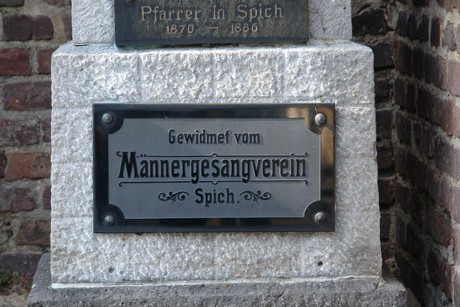 Pfarrer in Spich
1870 — 1886
Gewidmet vom
Männergesangverein
Spich.